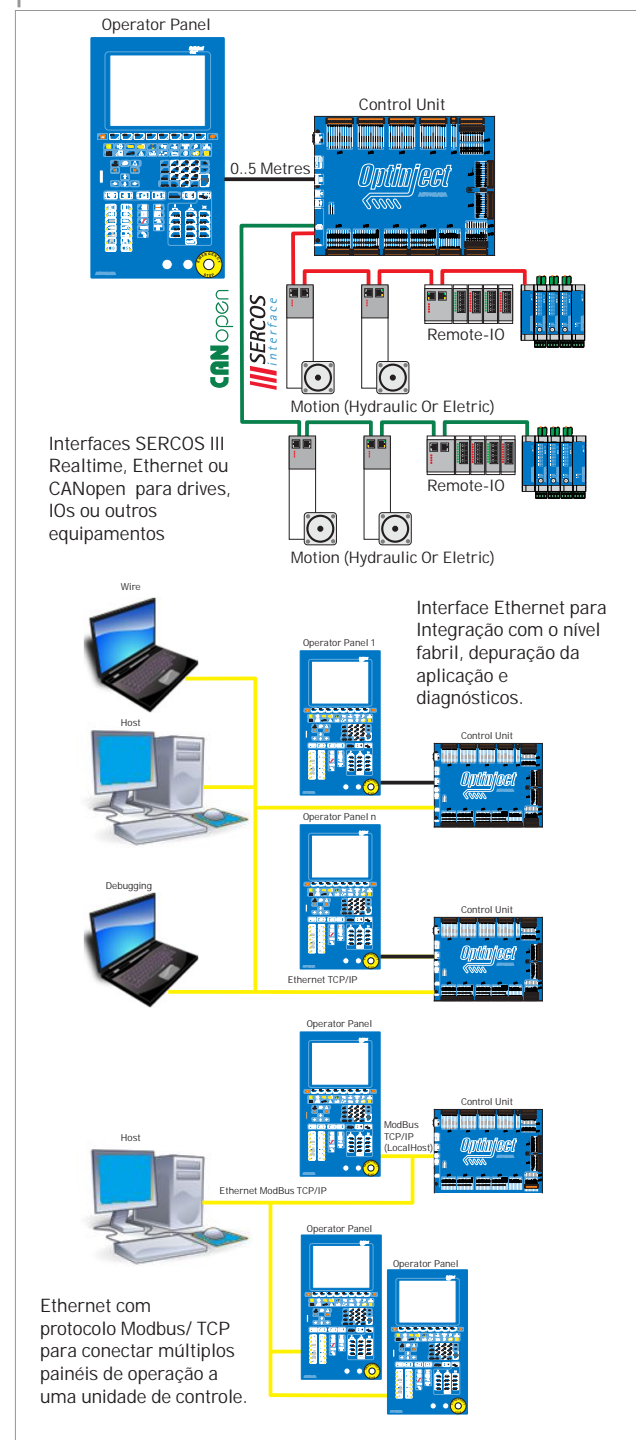 Operator Panel
Control Unit
0..5 Metres
Optinject
CANopen
SERCOS
interface
Remote-IO
Motion (Hydraulic Or Eletric)
Interfaces SERCOS III
Realtime, Ethernet ou
CANopen para drives,
IOs ou outros
equipamentos
Remote-IO
Motion (Hydraulic Or Eletric)
Wire
Interface Ethernet para
Integração com o nível
fabril, depuração da
aplicação e
diagnósticos.
Operator Panel 1
Host
Control Unit
Optinject
Operator Panel n
Debugging
Control Unit
Optinject
Ethernet TCP/IP
Operator Panel
Control Unit
Optinject
ModBus
TCP/IP
(LocalHost)
Host
Ethernet ModBus TCP/IP
Operator Panel
Operator Panel
Ethernet com
protocolo Modbus/ TCP
para conectar múltiplos
painéis de operação a
uma unidade de controle.